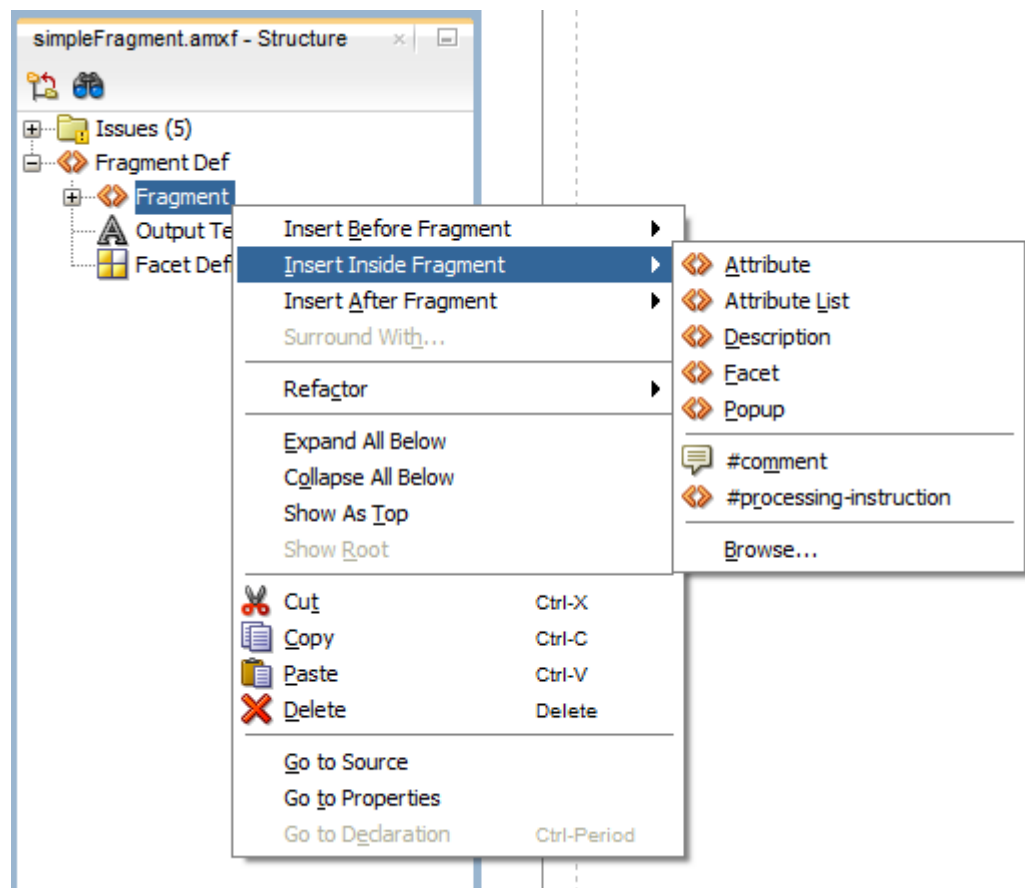 simpleFragment.amxf - Structure
Issues (5)
Fragment Def
Fragment
Output Te
Facet Def
Insert Before Fragment
Insert Inside Fragment
Insert After Fragment
Surround With...
Refactor
Expand All Below
Collapse All Below
Show As Top
Show Root
Cut Ctrl-X
Copy Ctrl-C
Paste Ctrl-V
Delete Delete
Go to Source
Go to Properties
Go to Declaration Ctrl-Period
Attribute
Attribute List
Description
Facet
Popup
#comment
#processing-instruction
Browse...